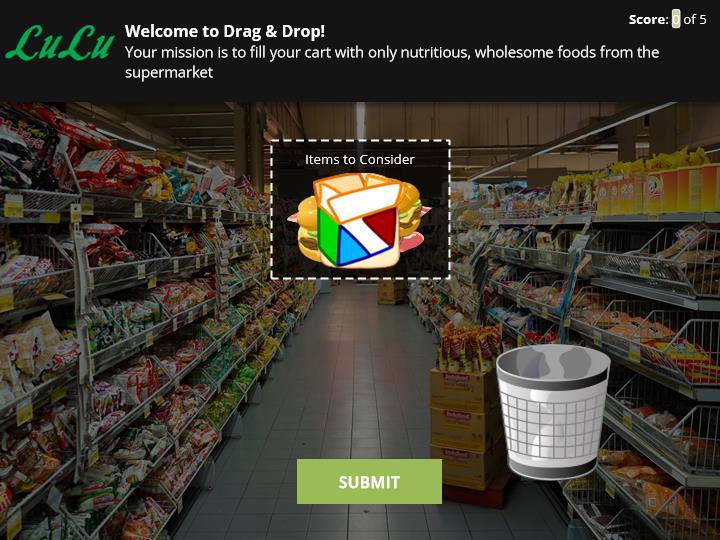 LuLu
Welcome to Drag & Drop!
Your mission is to fill your cart with only nutritious, wholesome foods from the
supermarket
Score: 0 of 5
Items to Consider
SUBMIT